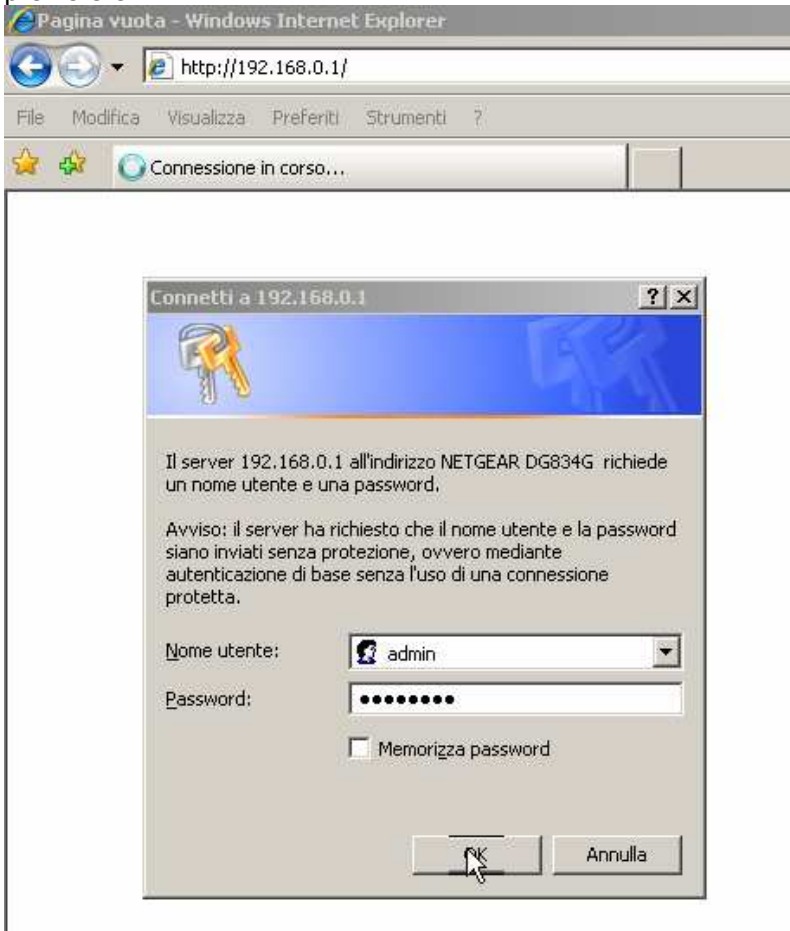 Pagina vuota - Windows Internet Explorer
http://192.168.0.1/
File Modifica Visualizza Preferiti Strumenti ?
Connessione in corso...
Connetti a 192.168.0.1
Il server 192.168.0.1 all'indirizzo NETGEAR DG834G richiede
un nome utente e una password.
Avviso: il server ha richiesto che il nome utente e la password
siano inviati senza protezione, ovvero mediante
autenticazione di base senza l'uso di una connessione
protetta.
Nome utente: admin
Password: ••••••••
Memorizza password
OK Annulla